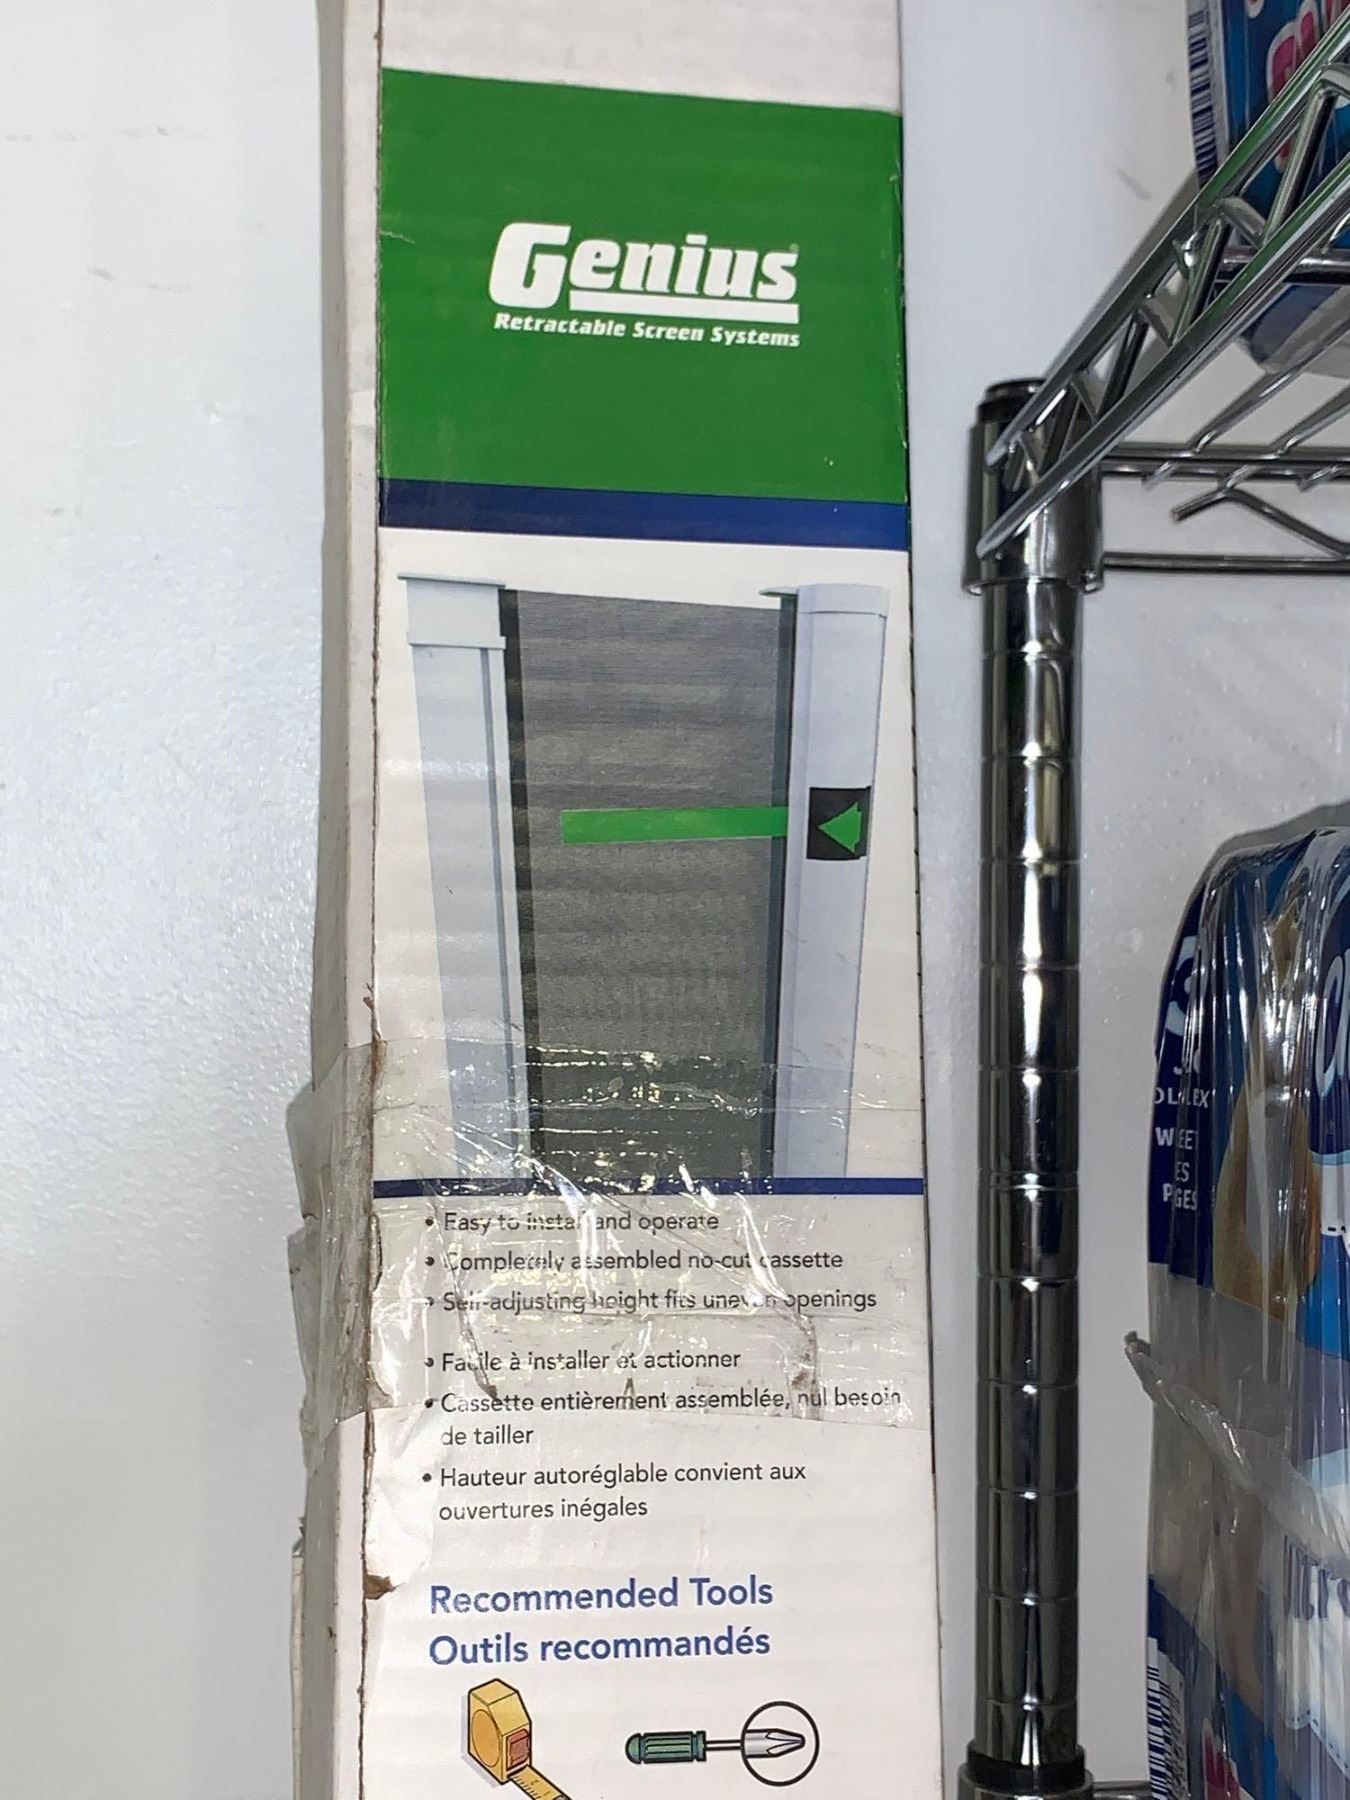 Genius
Retractable Screen Systems
• Easy to install and operate
• Completely assembled no-cut cassette
• Self-adjusting height fits uneven openings
• Facile à installer et actionner
• Cassette entièrement assemblée, nul besoin
de tailler
• Hauteur autoréglable convient aux
ouvertures inégales
Recommended Tools
Outils recommandés